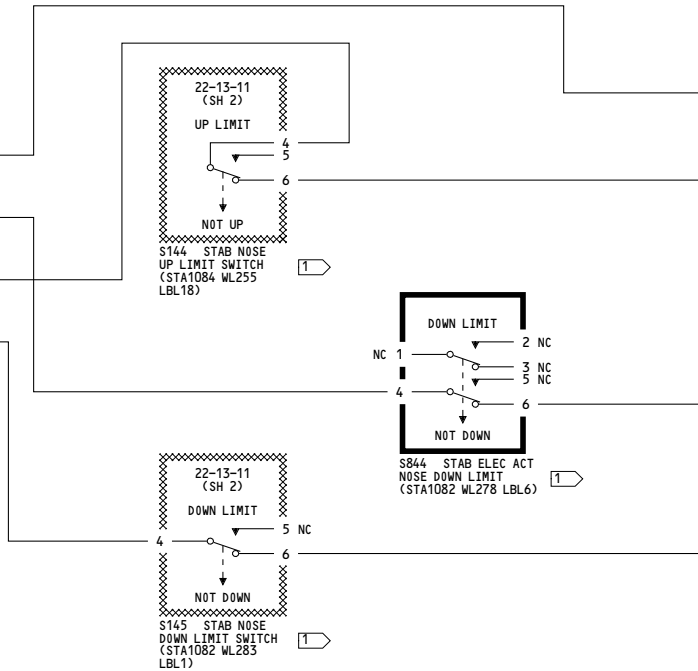 22-13-11
(SH 2)
UP LIMIT
4
5
6
NOT UP
S144 STAB NOSE
UP LIMIT SWITCH
(STA1084 WL255
LBL18)
1
DOWN LIMIT
2 NC
NC 1
3 NC
5 NC
4
6
NOT DOWN
S844 STAB ELEC ACT
NOSE DOWN LIMIT
(STA1082 WL278 LBL6)
1
22-13-11
(SH 2)
DOWN LIMIT
5 NC
4
6
NOT DOWN
S145 STAB NOSE
DOWN LIMIT SWITCH
(STA1082 WL283
LBL1)
1